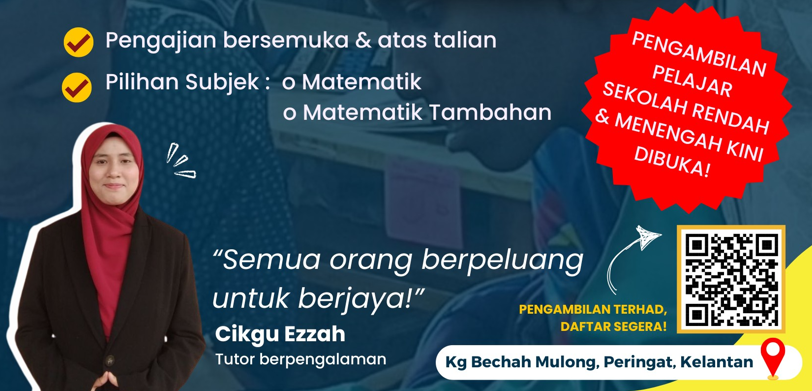 Pengajian bersemuka & atas talian
Pilihan Subjek : o Matematik
o Matematik Tambahan
PENGAMBILAN
PELAJAR
SEKOLAH RENDAH
& MENENGAH KINI
DIBUKA!
“Semua orang berpeluang
untuk berjaya!”
Cikgu Ezzah
Tutor berpengalaman
PENGAMBILAN TERHAD,
DAFTAR SEGERA!
Kg Bechah Mulong, Peringat, Kelantan